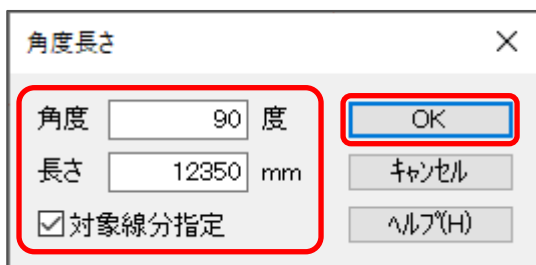 角度長さ
角度 90 度
長さ 12350 mm
対象線分指定
OK
キャンセル
ヘルプ(H)